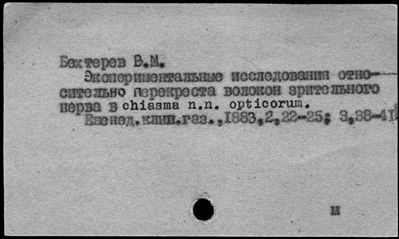 Бехтерев В.М.
Экспериментальные исследования отно-
сительно перекреста волокон зрительного
нерва в chiasma n.n. opticorum.
Еженед.клин.газ.,1883,2,22-25; 3,38-41.